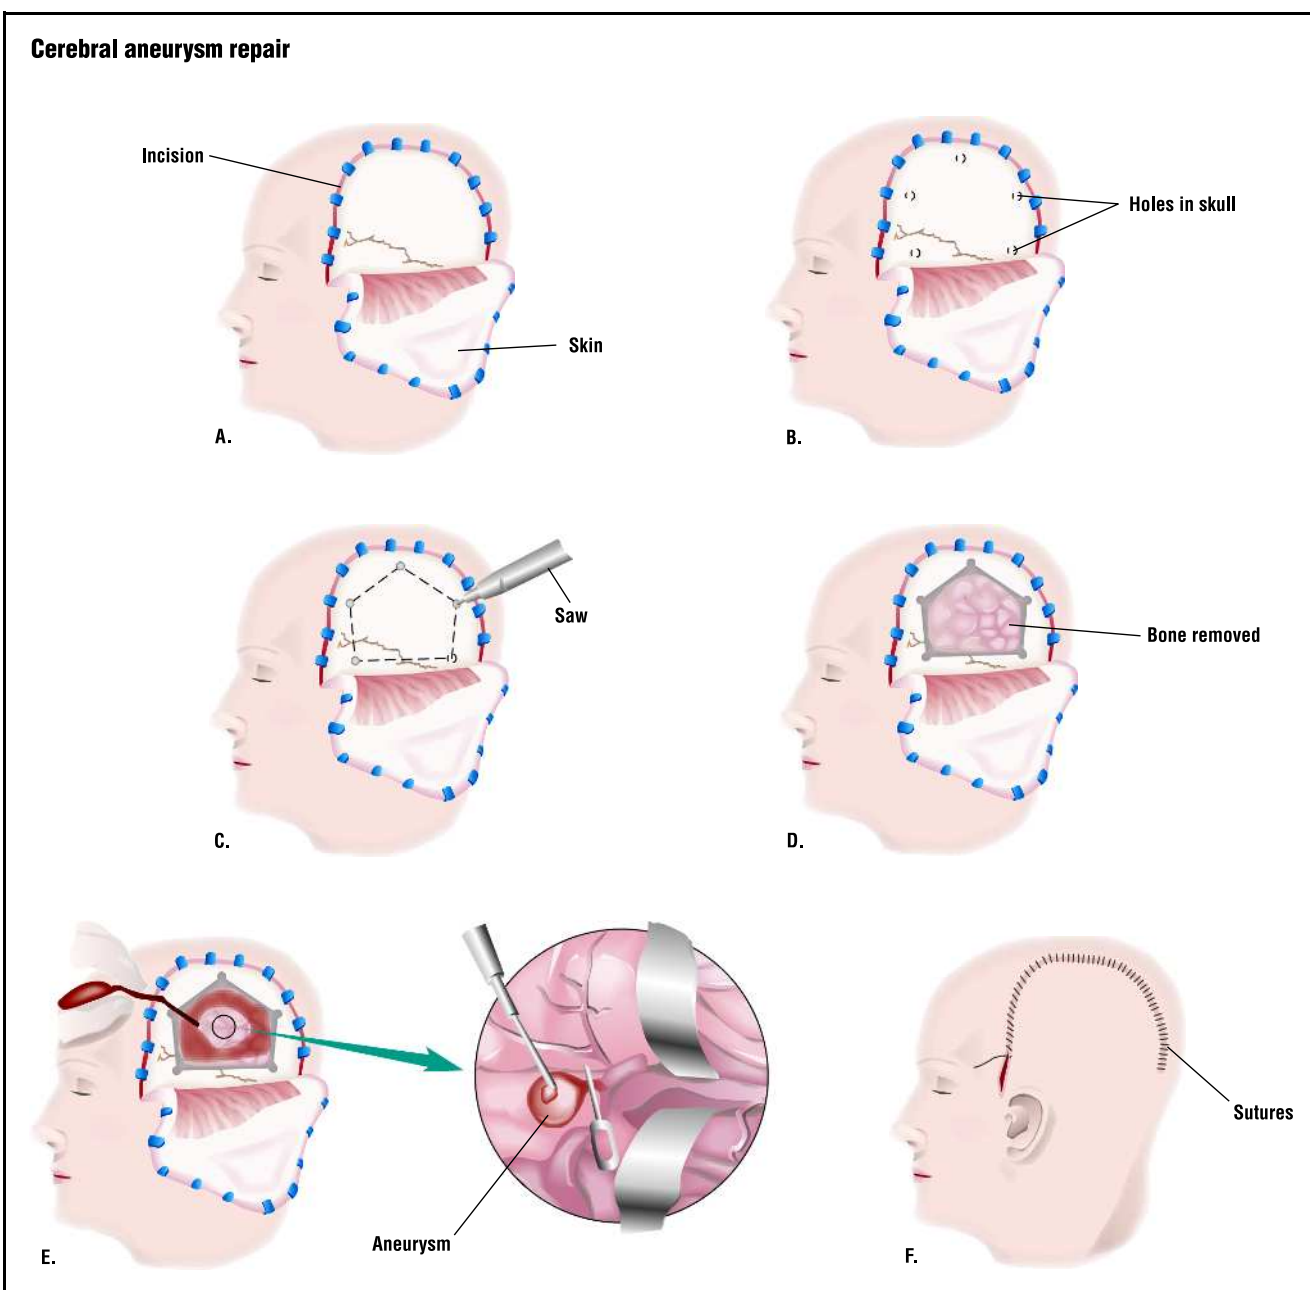 Cerebral aneurysm repair
Incision
Skin
A.
Holes in skull
B.
Saw
C.
Bone removed
D.
Aneurysm
E.
Sutures
F.